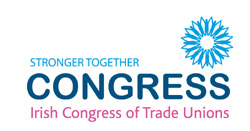 STRONGER TOGETHER
CONGRESS
Irish Congress of Trade Unions